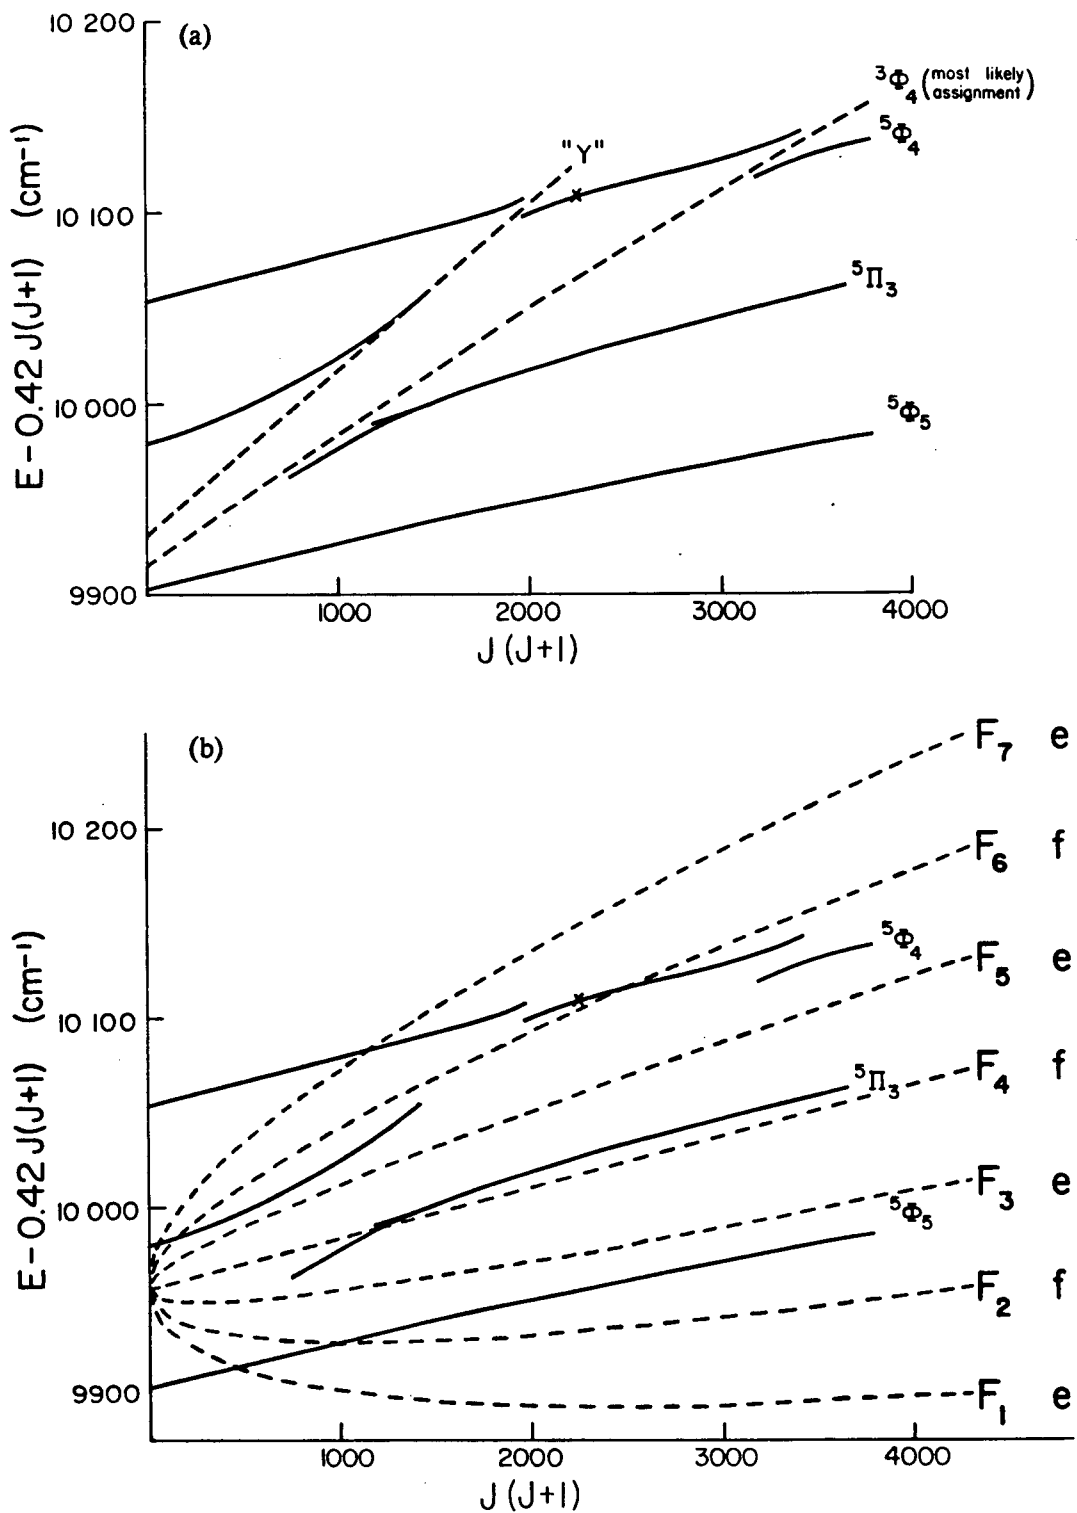 (a)
10 200
10 100
10 000
9900
E-0.42 J(J+1) (cm⁻¹)
"Y"
³Φ₄ (most likely assignment)
⁵Φ₄
⁵Π₃
⁵Φ₅
1000 2000 3000 4000
J (J+1)
(b)
10 200
10 100
10 000
9900
E-0.42 J(J+1) (cm⁻¹)
F₇ e
F₆ f
⁵Φ₄
F₅ e
⁵Π₃
F₄ f
F₃ e
⁵Φ₅
F₂ f
F₁ e
1000 2000 3000 4000
J (J+1)